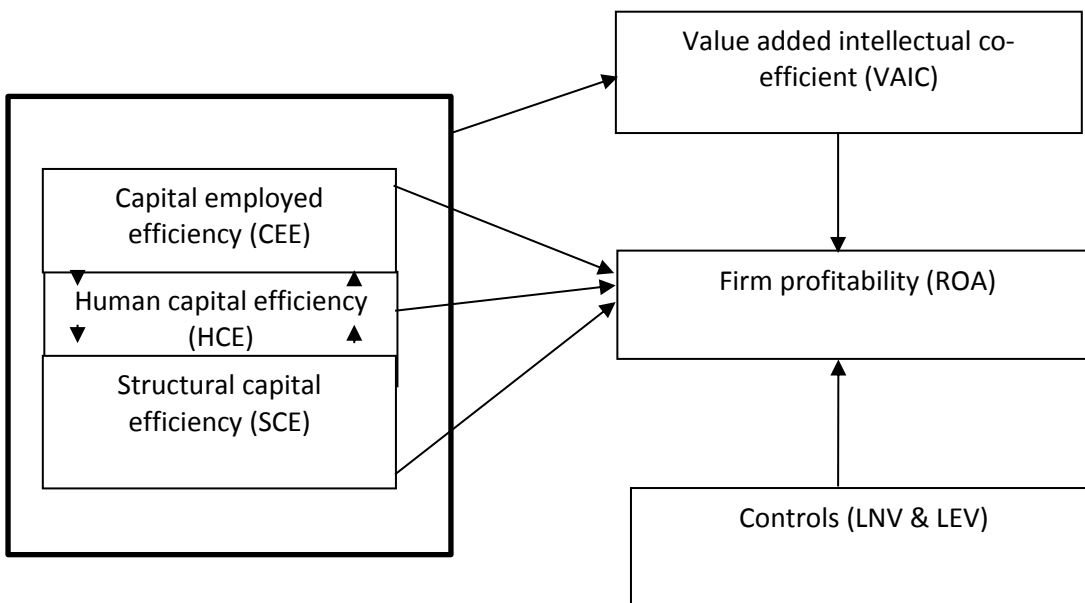 Value added intellectual co-
efficient (VAIC)
Capital employed
efficiency (CEE)
Human capital efficiency
(HCE)
Structural capital
efficiency (SCE)
Firm profitability (ROA)
Controls (LNV & LEV)